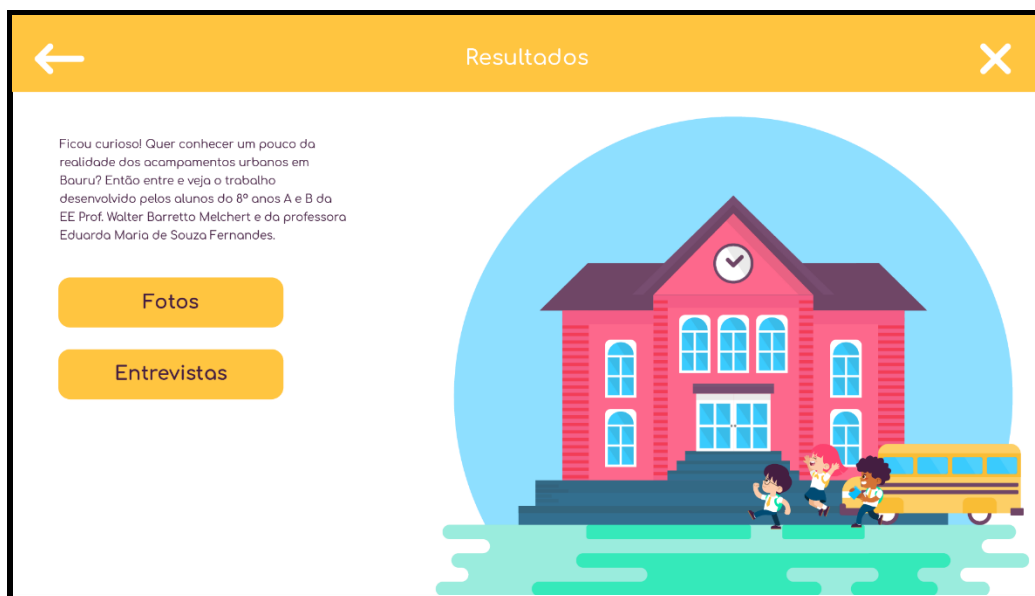 Resultados
Ficou curioso! Quer conhecer um pouco da
realidade dos acampamentos urbanos em
Bauru? Então entre e veja o trabalho
desenvolvido pelos alunos do 8º anos A e B da
EE Prof. Walter Barretto Melchert e da professora
Eduarda Maria de Souza Fernandes.
Fotos
Entrevistas